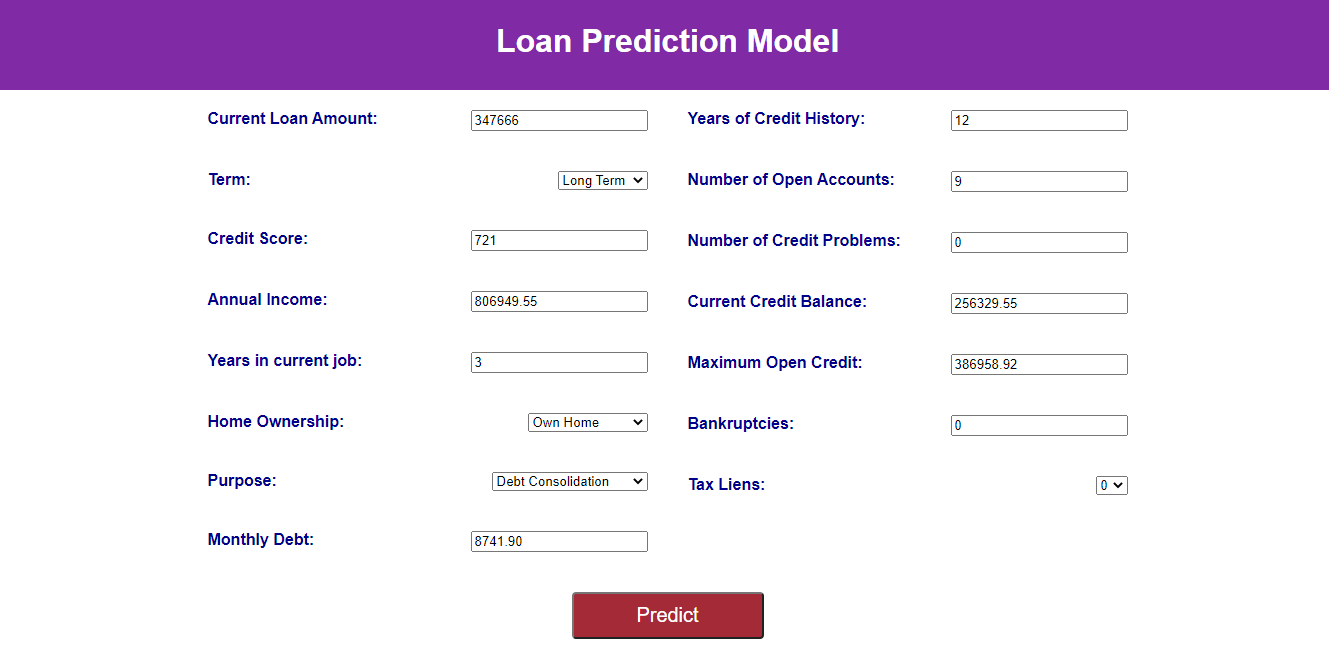 Loan Prediction Model
Current Loan Amount: 347666
Term: Long Term
Credit Score: 721
Annual Income: 806949.55
Years in current job: 3
Home Ownership: Own Home
Purpose: Debt Consolidation
Monthly Debt: 8741.90
Years of Credit History: 12
Number of Open Accounts: 9
Number of Credit Problems: 0
Current Credit Balance: 256329.55
Maximum Open Credit: 386958.92
Bankruptcies: 0
Tax Liens: 0
Predict